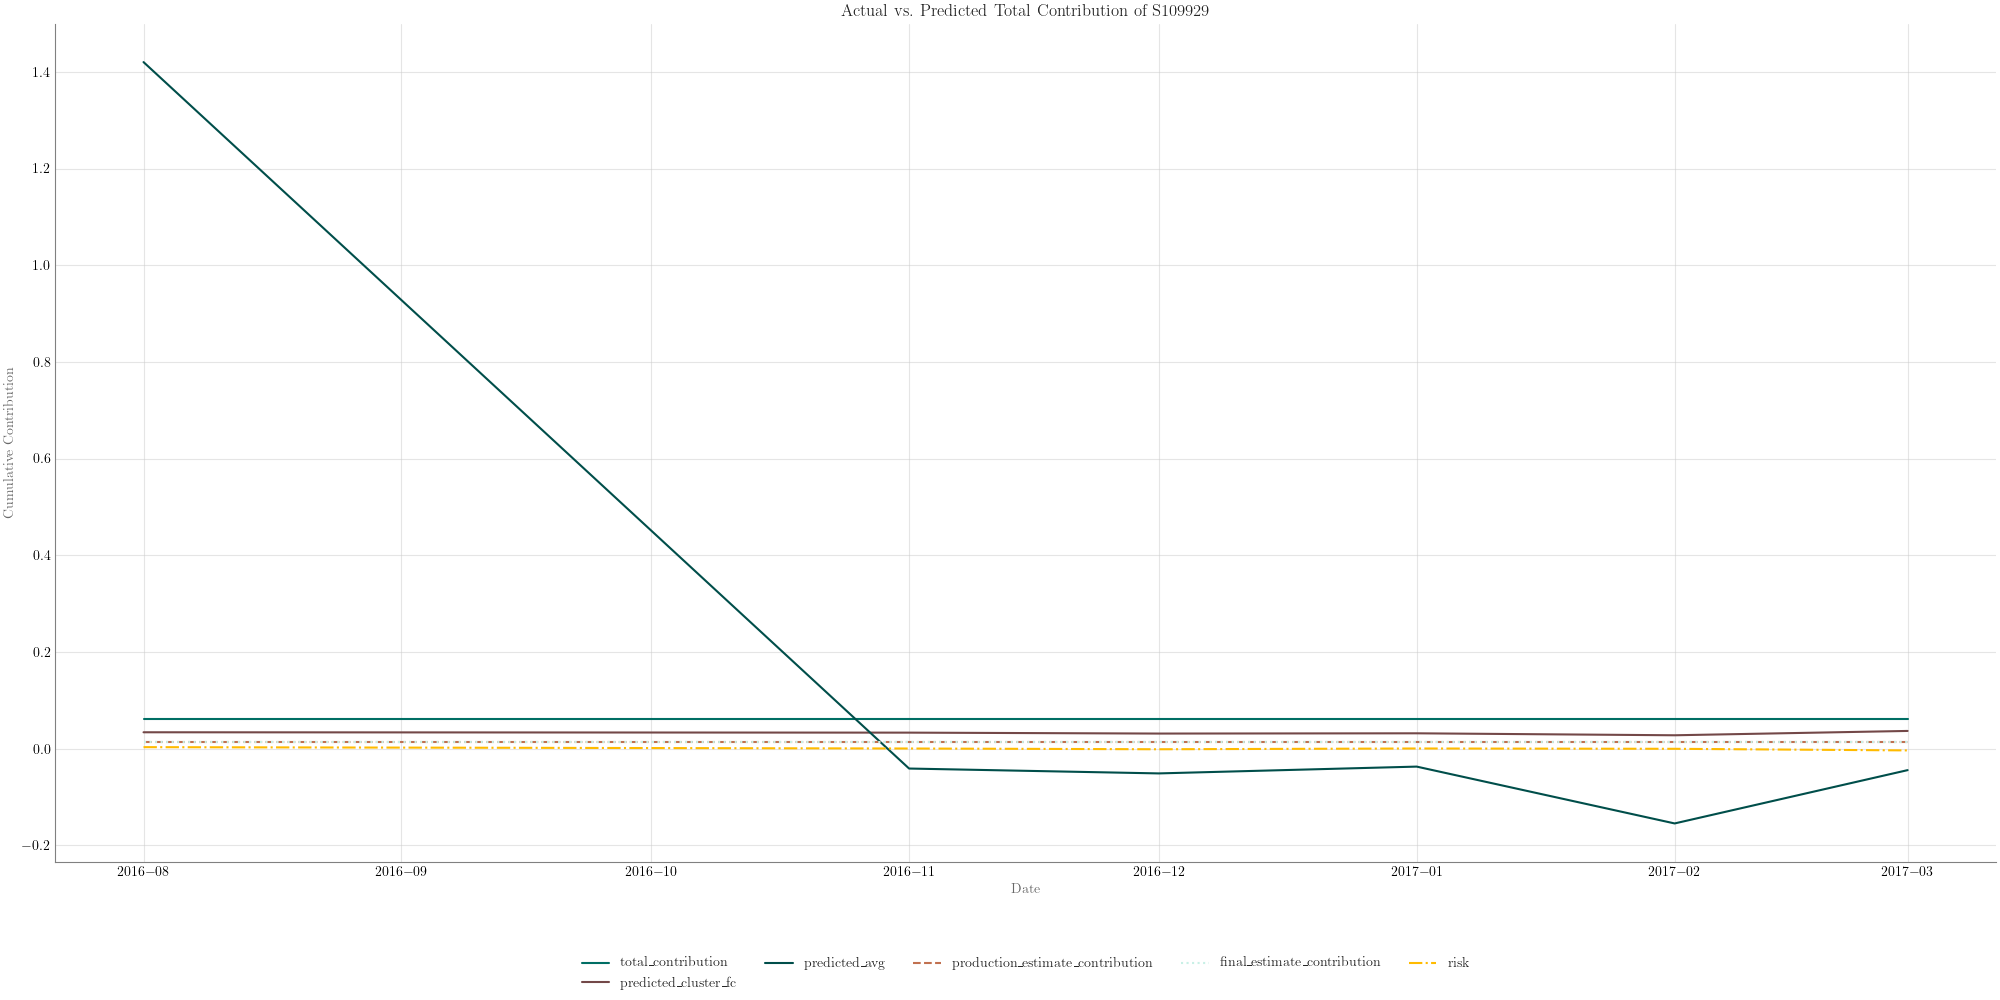 Actual vs. Predicted Total Contribution of S109929
Cumulative Contribution
1.4
1.2
1.0
0.8
0.6
0.4
0.2
0.0
−0.2
2016−08 2016−09 2016−10 2016−11 2016−12 2017−01 2017−02 2017−03
Date
total_contribution predicted_avg production_estimate_contribution final_estimate_contribution risk
predicted_cluster_fc